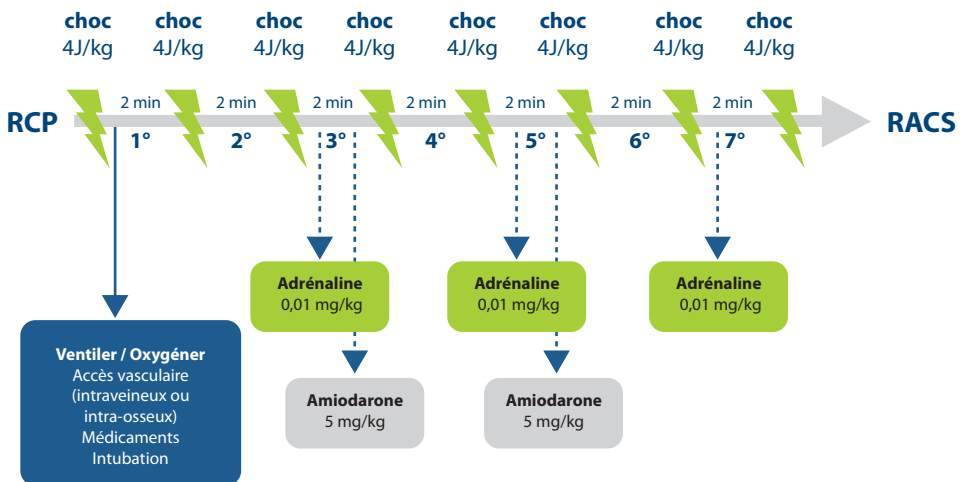 choc choc choc choc choc choc choc choc
4J/kg 4J/kg 4J/kg 4J/kg 4J/kg 4J/kg 4J/kg 4J/kg
2 min 2 min 2 min 2 min 2 min 2 min 2 min
RCP RACS
1° 2° 3° 4° 5° 6° 7°
Adrénaline Adrénaline Adrénaline
0,01 mg/kg 0,01 mg/kg 0,01 mg/kg
Ventiler / Oxygéner
Accès vasculaire
(intraveineux ou
intra-osseux)
Médicaments
Intubation
Amiodarone Amiodarone
5 mg/kg 5 mg/kg